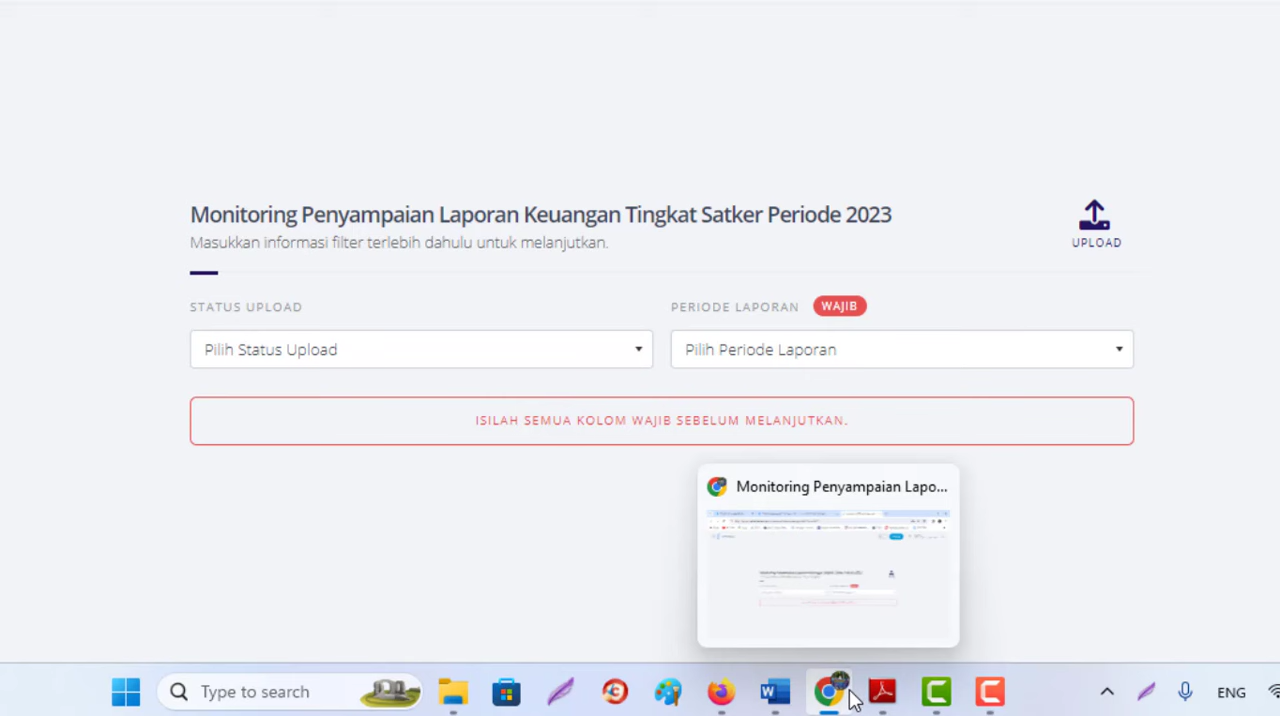 Monitoring Penyampaian Laporan Keuangan Tingkat Satker Periode 2023
Masukkan informasi filter terlebih dahulu untuk melanjutkan.
UPLOAD
STATUS UPLOAD
PERIODE LAPORAN WAJIB
Pilih Status Upload
Pilih Periode Laporan
ISILAH SEMUA KOLOM WAJIB SEBELUM MELANJUTKAN.
Monitoring Penyampaian Lapo...
Type to search
ENG